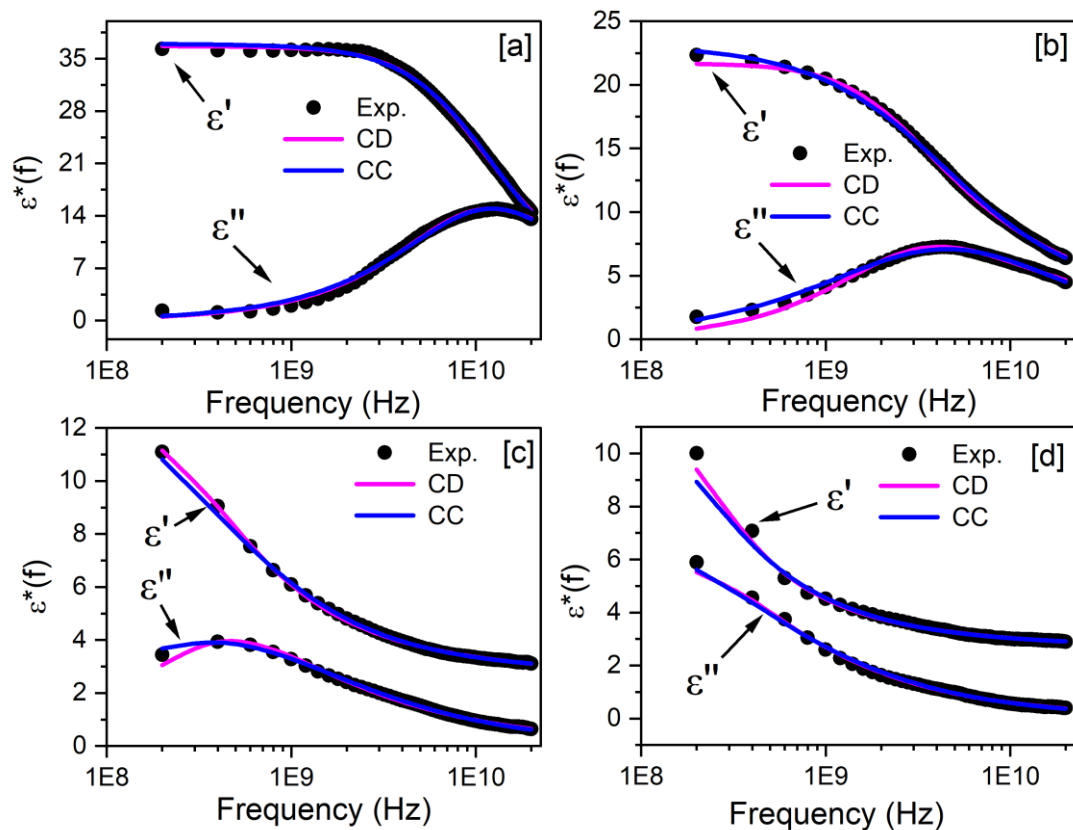 [a]
35
28
21
14
7
0
ε*(f)
ε'
ε''
Exp.
CD
CC
1E8
1E9
1E10
Frequency (Hz)
[b]
25
20
15
10
5
0
ε*(f)
ε'
ε''
Exp.
CD
CC
1E8
1E9
1E10
Frequency (Hz)
[c]
12
10
8
6
4
2
0
ε*(f)
ε'
ε''
Exp.
CD
CC
1E8
1E9
1E10
Frequency (Hz)
[d]
10
8
6
4
2
0
ε*(f)
ε'
ε''
Exp.
CD
CC
1E8
1E9
1E10
Frequency (Hz)